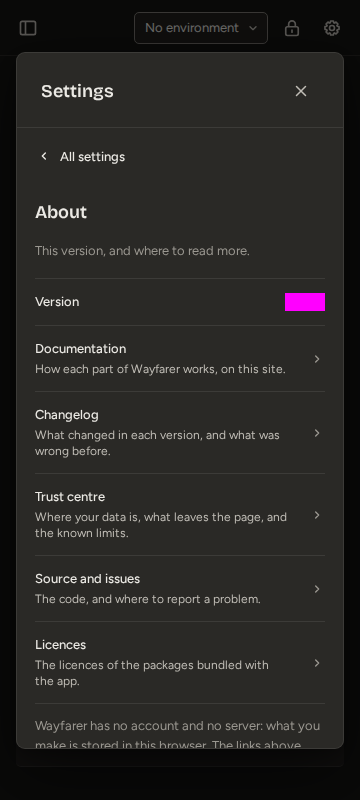 No environment
Settings
All settings
About
This version, and where to read more.
Version
Documentation
How each part of Wayfarer works, on this site.
Changelog
What changed in each version, and what was
wrong before.
Trust centre
Where your data is, what leaves the page, and
the known limits.
Source and issues
The code, and where to report a problem.
Licences
The licences of the packages bundled with
the app.
Wayfarer has no account and no server: what you
make is stored in this browser. The links above